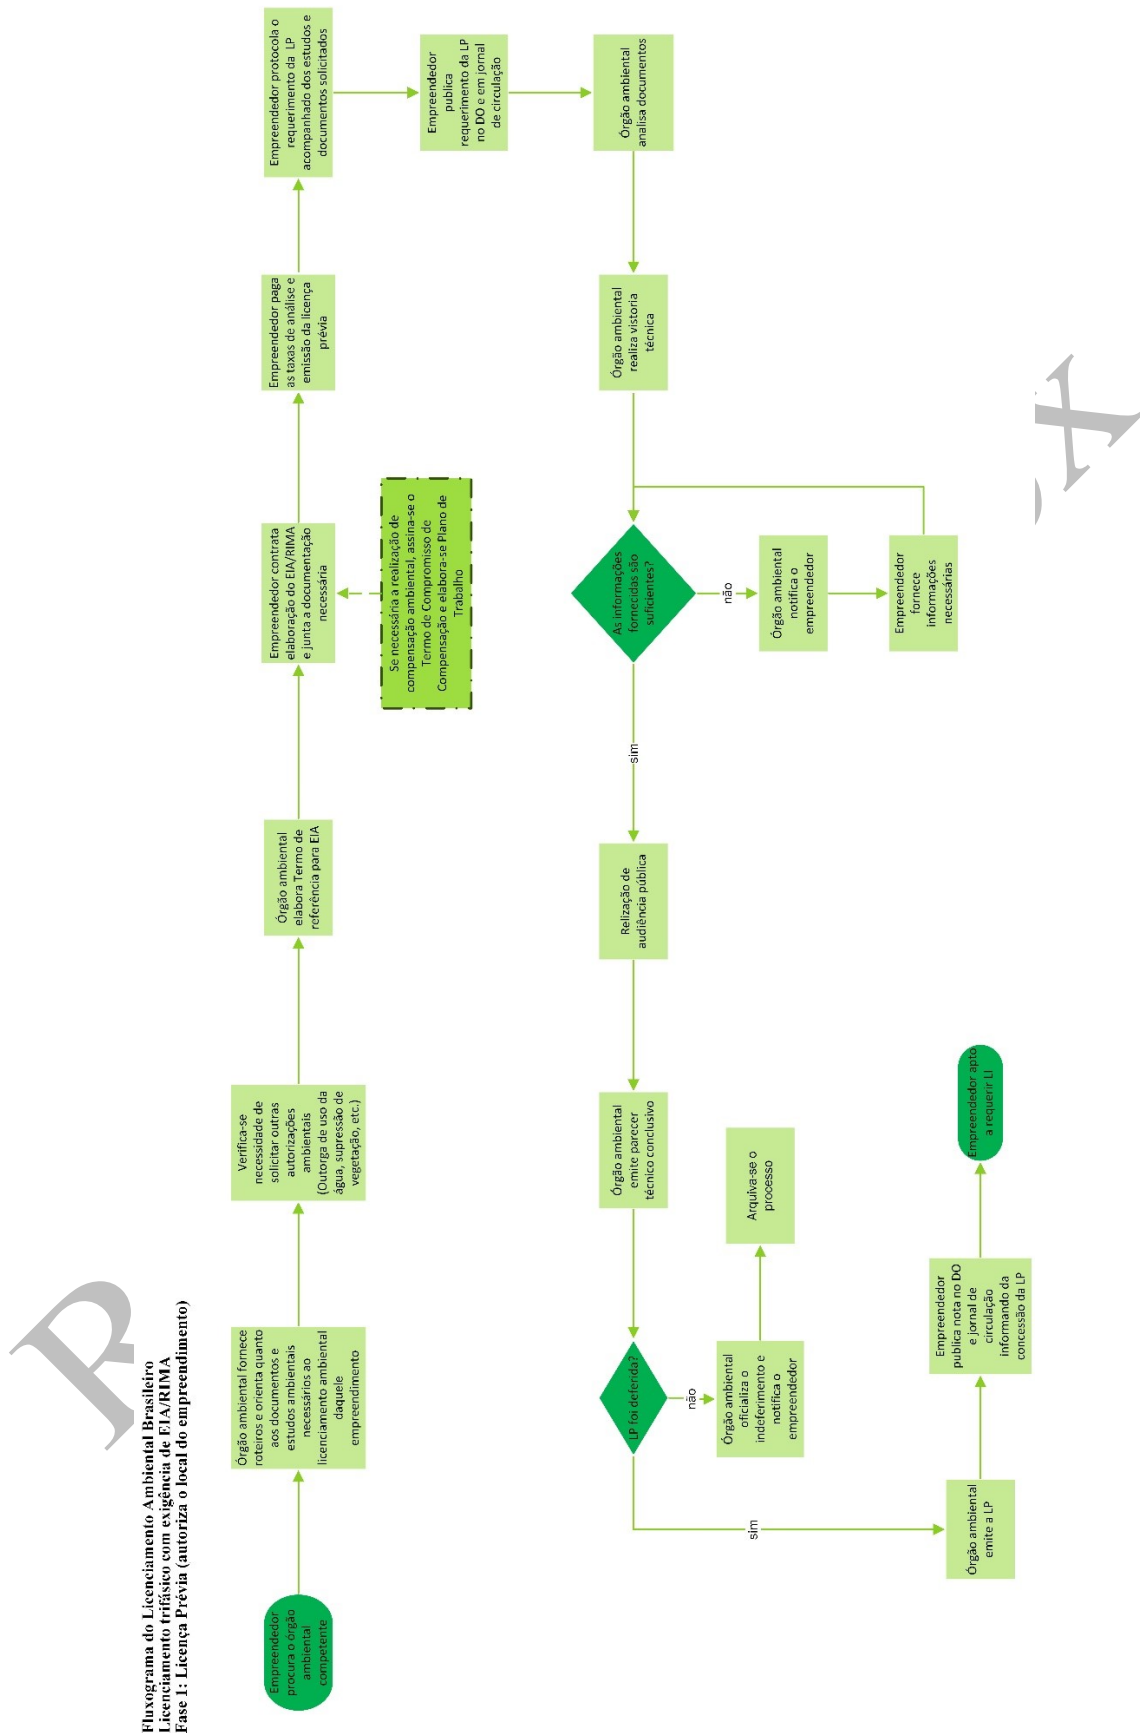 Fluxograma do Licenciamento Ambiental Brasileiro
Licenciamento trifásico com exigência de EIA/RIMA
Fase 1: Licença Prévia (autoriza o local do empreendimento)
Empreendedor
procura o órgão
ambiental
competente
Órgão ambiental fornece
roteiros e orienta quanto
aos documentos e
estudos ambientais
necessários ao
licenciamento ambiental
daquele
empreendimento
Verifica-se
necessidade de
solicitar outras
autorizações
ambientais
(Outorga de uso da
água, supressão de
vegetação, etc.)
Órgão ambiental
elabora Termo de
referência para EIA
Empreendedor contrata
elaboração do EIA/RIMA
e junta a documentação
necessária
Se necessária a realização de
compensação ambiental, assina-se o
Termo de Compromisso de
Compensação e elabora-se Plano de
Trabalho
Empreendedor paga
as taxas de análise e
emissão da licença
prévia
Empreendedor protocola o
requerimento da LP
acompanhado dos estudos e
documentos solicitados
Empreendedor
publica
requerimento da LP
no DO e em jornal
de circulação
Órgão ambiental
analisa documentos
Órgão ambiental
realiza vistoria
técnica
As informações
fornecidas são
suficientes?
não
Órgão ambiental
notifica o
empreendedor
Empreendedor
fornece
informações
necessárias
sim
Relização de
audiência pública
Órgão ambiental
emite parecer
técnico conclusivo
LP foi deferida?
não
Órgão ambiental
oficializa o
indeferimento e
notifica o
empreendedor
Arquiva-se o
processo
sim
Órgão ambiental
emite a LP
Empreendedor
publica nota no DO
e jornal de
circulação
informando da
concessão da LP
Empreendedor apto
a requerir LI